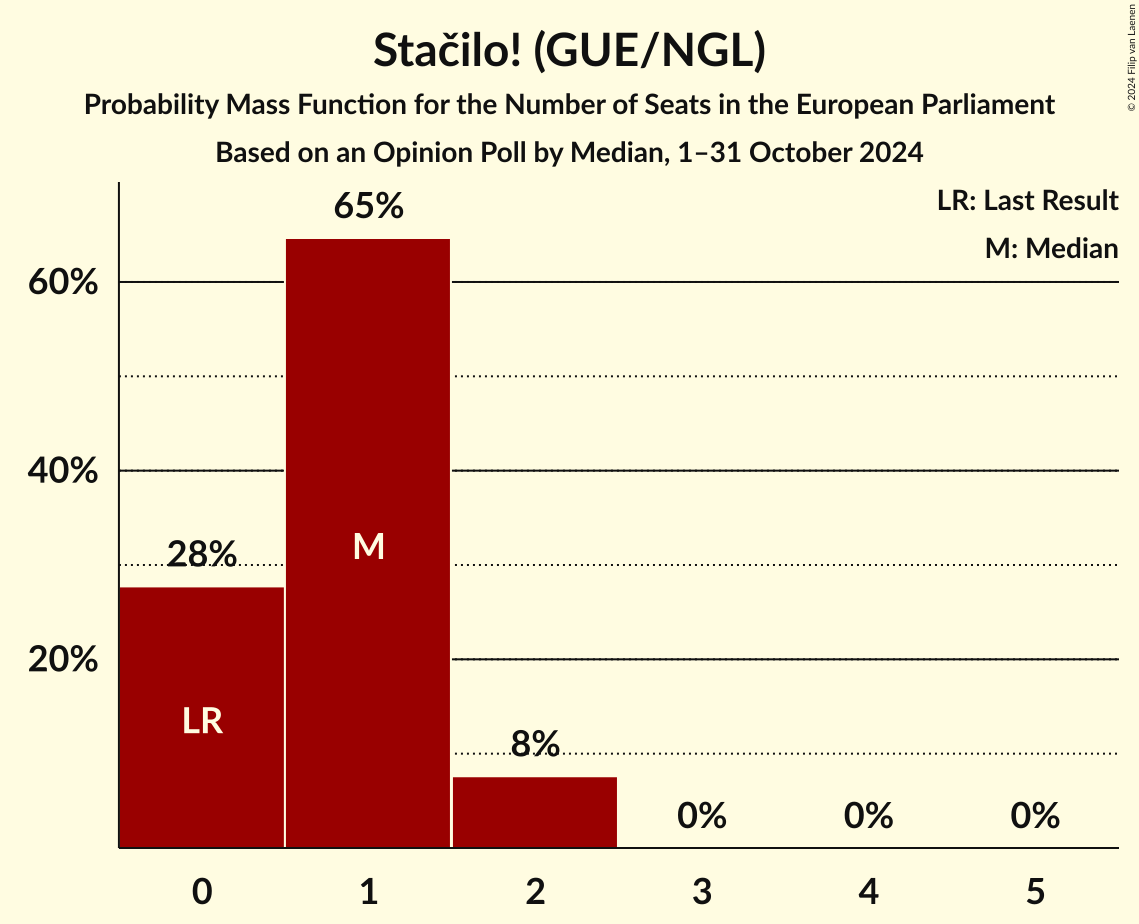 Stačilo! (GUE/NGL)
Probability Mass Function for the Number of Seats in the European Parliament
Based on an Opinion Poll by Median, 1–31 October 2024
© 2024 Filip van Laenen
LR: Last Result
M: Median
65%
60%
40%
28%
M
20%
LR
8%
0%
0%
0%
0
1
2
3
4
5